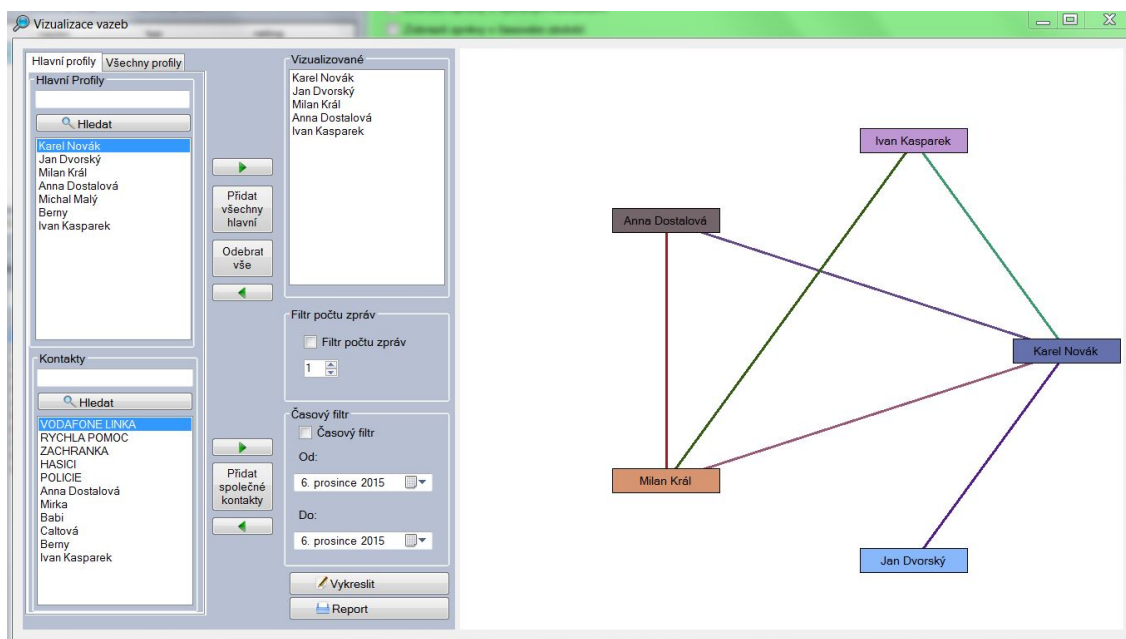 Vizualizace vazeb
Hlavní profily
Všechny profily
Hlavní Profily
Hledat
Karel Novák
Jan Dvorský
Milan Král
Anna Dostalová
Michal Malý
Berny
Ivan Kasparek
Kontakty
Hledat
VODAFONE LINKA
RYCHLA POMOC
ZACHRANKA
HASICI
POLICIE
Anna Dostalová
Mirka
Babi
Caltová
Berny
Ivan Kasparek
Přidat
všechny
hlavní
Odebrat
vše
Přidat
společné
kontakty
Vizualizované
Karel Novák
Jan Dvorský
Milan Král
Anna Dostalová
Ivan Kasparek
Filtr počtu zpráv
Filtr počtu zpráv
1
Časový filtr
Časový filtr
Od:
6. prosince 2015
Do:
6. prosince 2015
Vykreslit
Report
Ivan Kasparek
Anna Dostalová
Karel Novák
Milan Král
Jan Dvorský